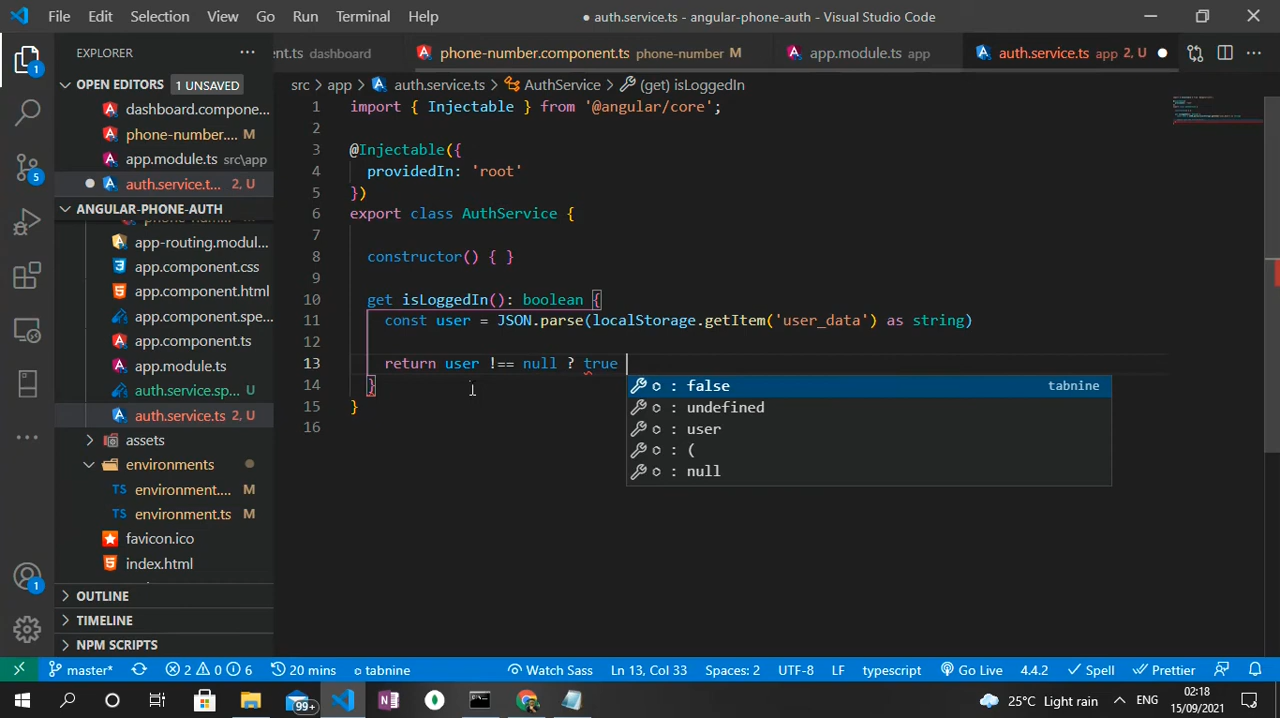 File Edit Selection View Go Run Terminal Help
● auth.service.ts - angular-phone-auth - Visual Studio Code
EXPLORER
nt.ts dashboard
phone-number.component.ts phone-number M
app.module.ts app
auth.service.ts app 2, U
OPEN EDITORS 1 UNSAVED
dashboard.compone...
phone-number.... M
app.module.ts src\app
auth.service.t... 2, U
ANGULAR-PHONE-AUTH
app-routing.modul...
app.component.css
app.component.html
app.component.spe...
app.component.ts
app.module.ts
auth.service.sp... U
auth.service.ts 2, U
assets
environments
environment.... M
environment.ts M
favicon.ico
index.html
OUTLINE
TIMELINE
NPM SCRIPTS
1
5
1
src > app > auth.service.ts > AuthService > (get) isLoggedIn
1 import { Injectable } from '@angular/core';
2
3 @Injectable({
4 providedIn: 'root'
5 })
6 export class AuthService {
7
8 constructor() { }
9
10 get isLoggedIn(): boolean {
11 const user = JSON.parse(localStorage.getItem('user_data') as string)
12
13 return user !== null ? true
14 }
15 }
16
: false tabnine
: undefined
: user
: (
: null
master* 2 0 6 20 mins tabnine Watch Sass Ln 13, Col 33 Spaces: 2 UTF-8 LF typescript Go Live 4.4.2 Spell Prettier
99+
25°C Light rain ENG
02:18
15/09/2021